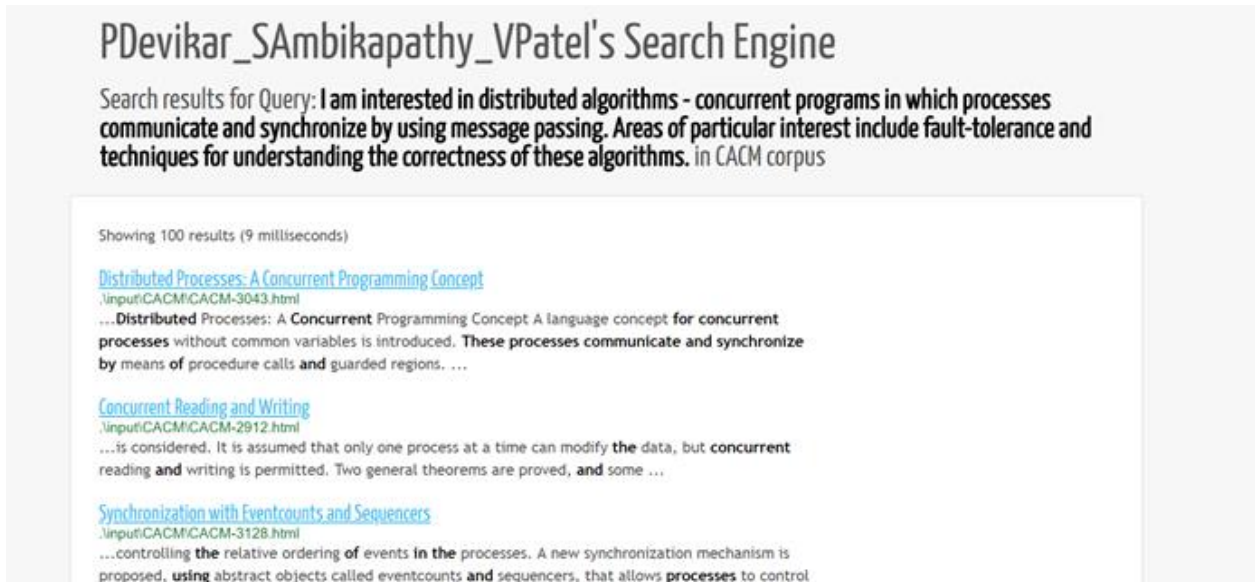 PDevikar_SAmbikapathy_VPatel's Search Engine
Search results for Query: I am interested in distributed algorithms - concurrent programs in which processes
communicate and synchronize by using message passing. Areas of particular interest include fault-tolerance and
techniques for understanding the correctness of these algorithms. in CACM corpus
Showing 100 results (9 milliseconds)
Distributed Processes: A Concurrent Programming Concept
.\input\CACM\CACM-3043.html
...Distributed Processes: A Concurrent Programming Concept A language concept for concurrent
processes without common variables is introduced. These processes communicate and synchronize
by means of procedure calls and guarded regions. ...
Concurrent Reading and Writing
.\input\CACM\CACM-2912.html
...is considered. It is assumed that only one process at a time can modify the data, but concurrent
reading and writing is permitted. Two general theorems are proved, and some ...
Synchronization with Eventcounts and Sequencers
.\input\CACM\CACM-3128.html
...controlling the relative ordering of events in the processes. A new synchronization mechanism is
proposed, using abstract objects called eventcounts and sequencers, that allows processes to control